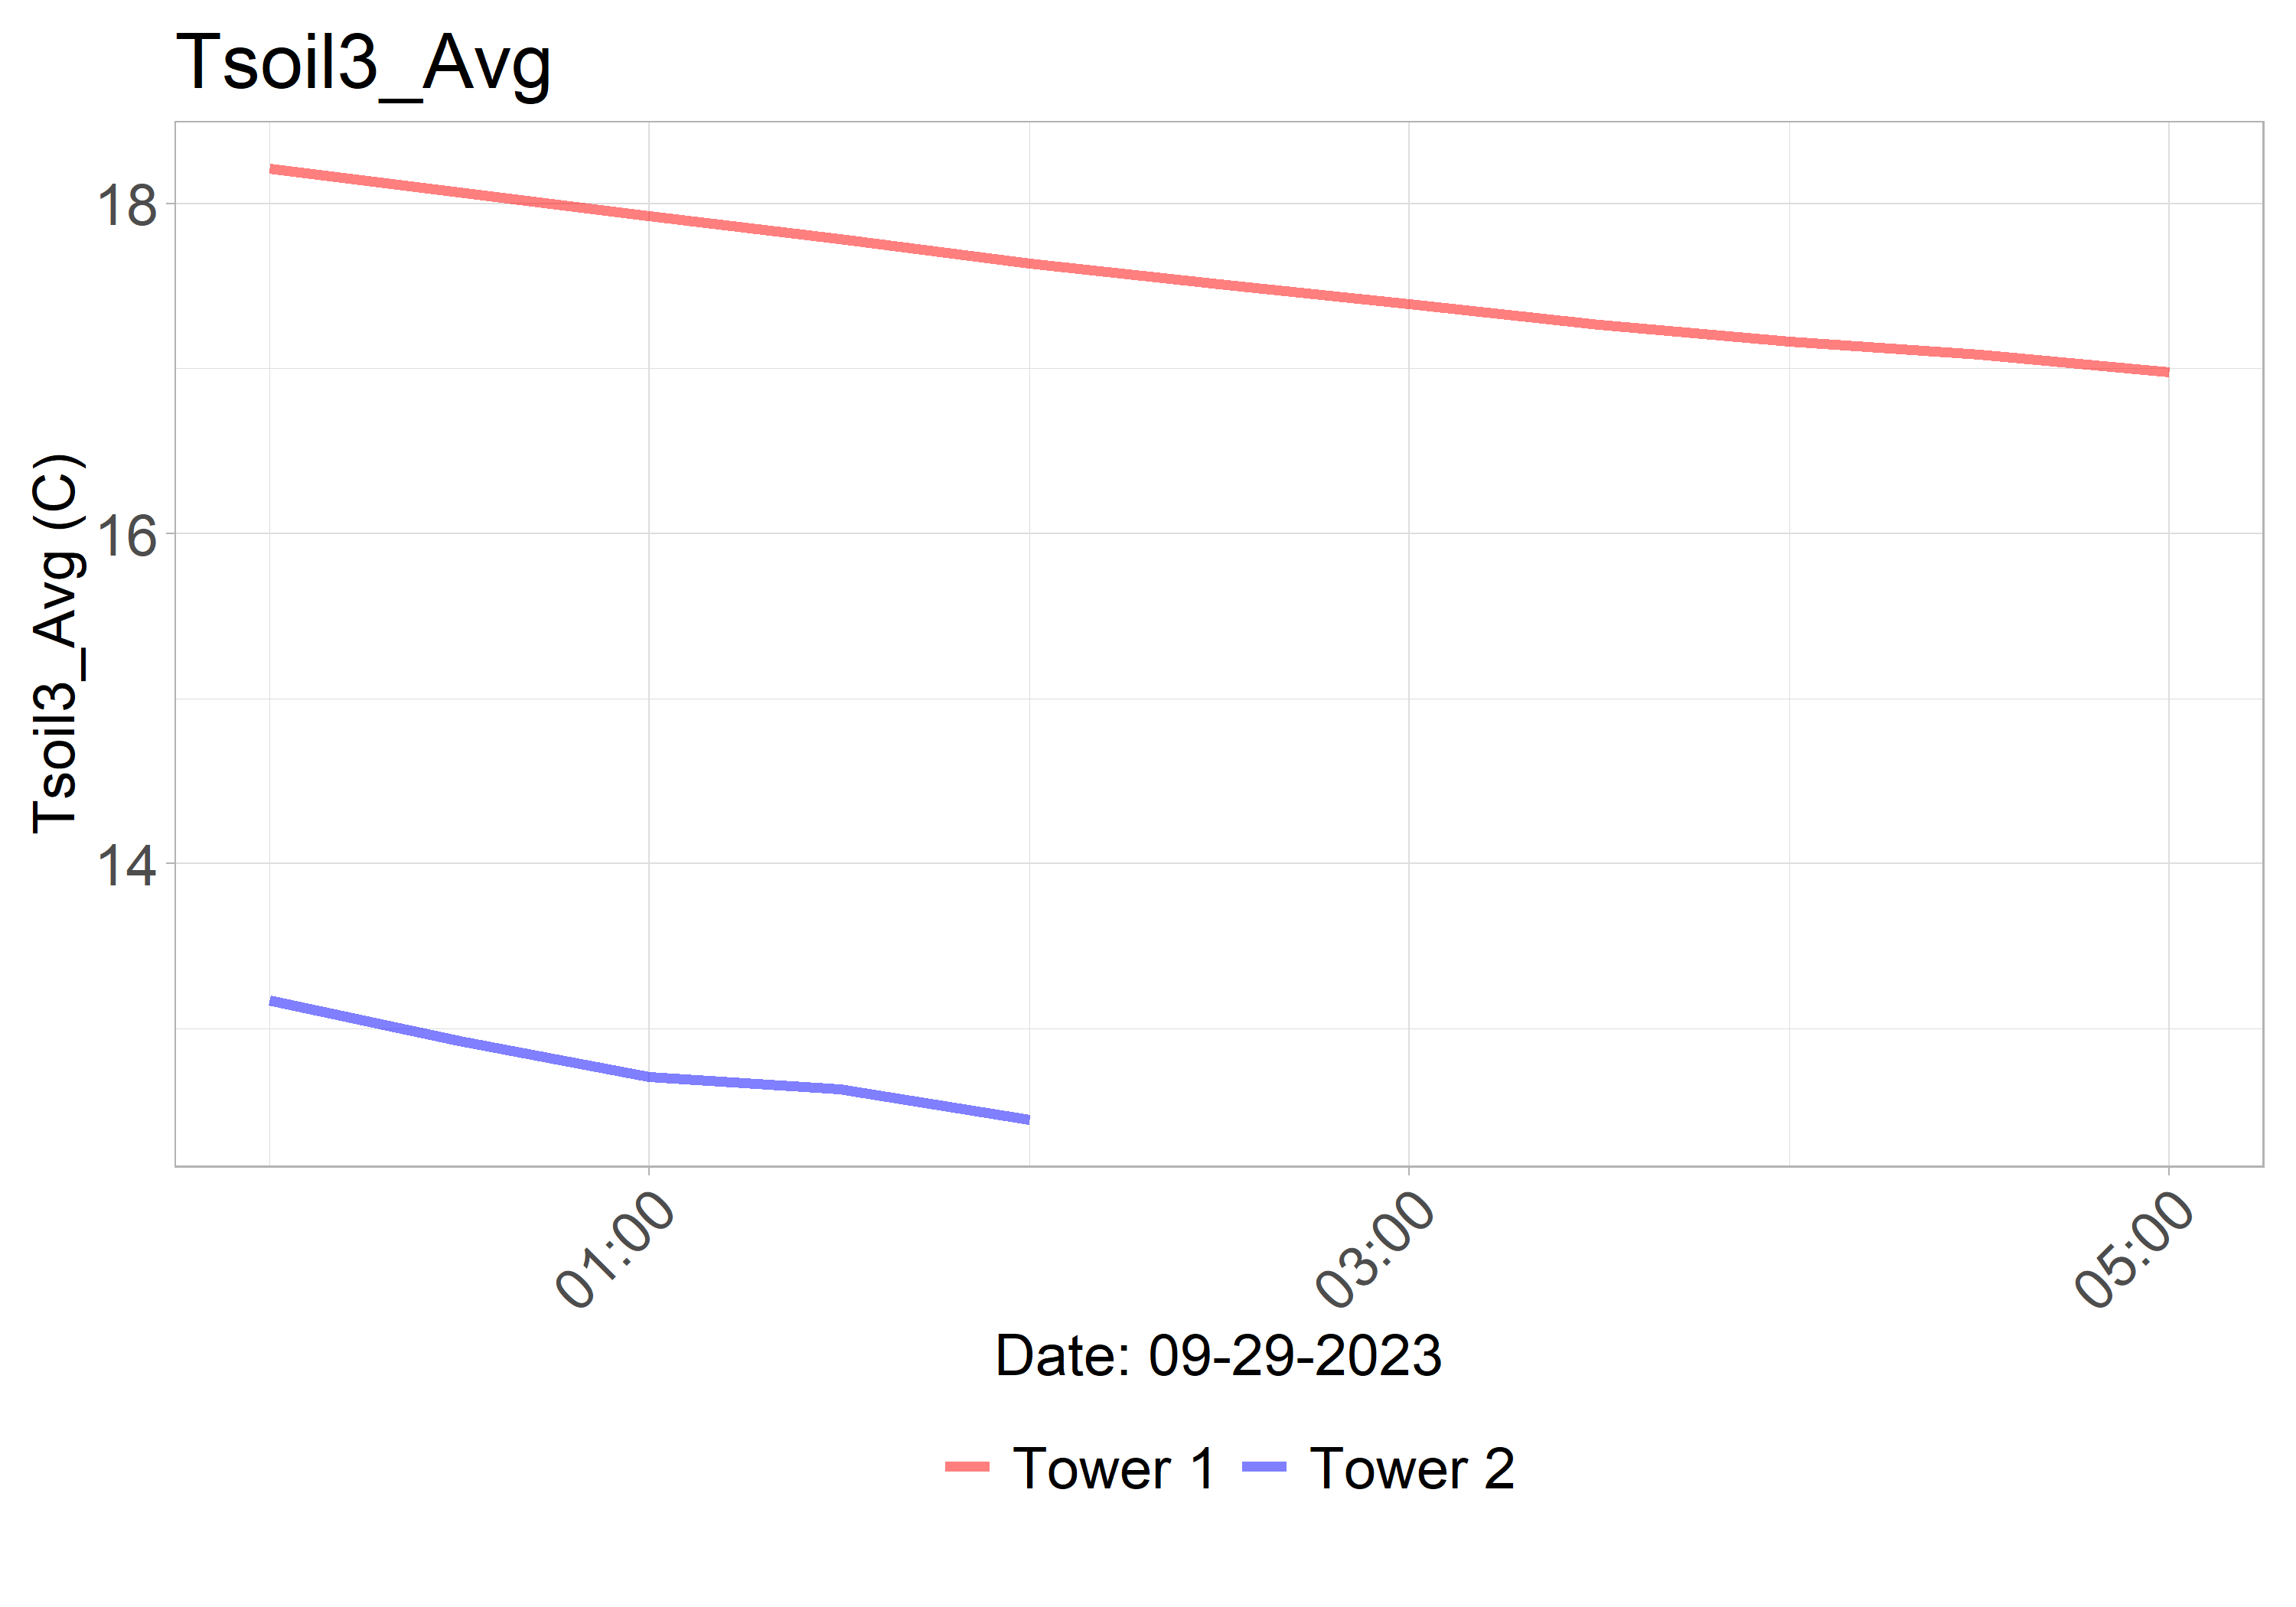 Tsoil3_Avg
Tsoil3_Avg (C)
18
16
14
01:00
03:00
05:00
Date: 09-29-2023
Tower 1
Tower 2